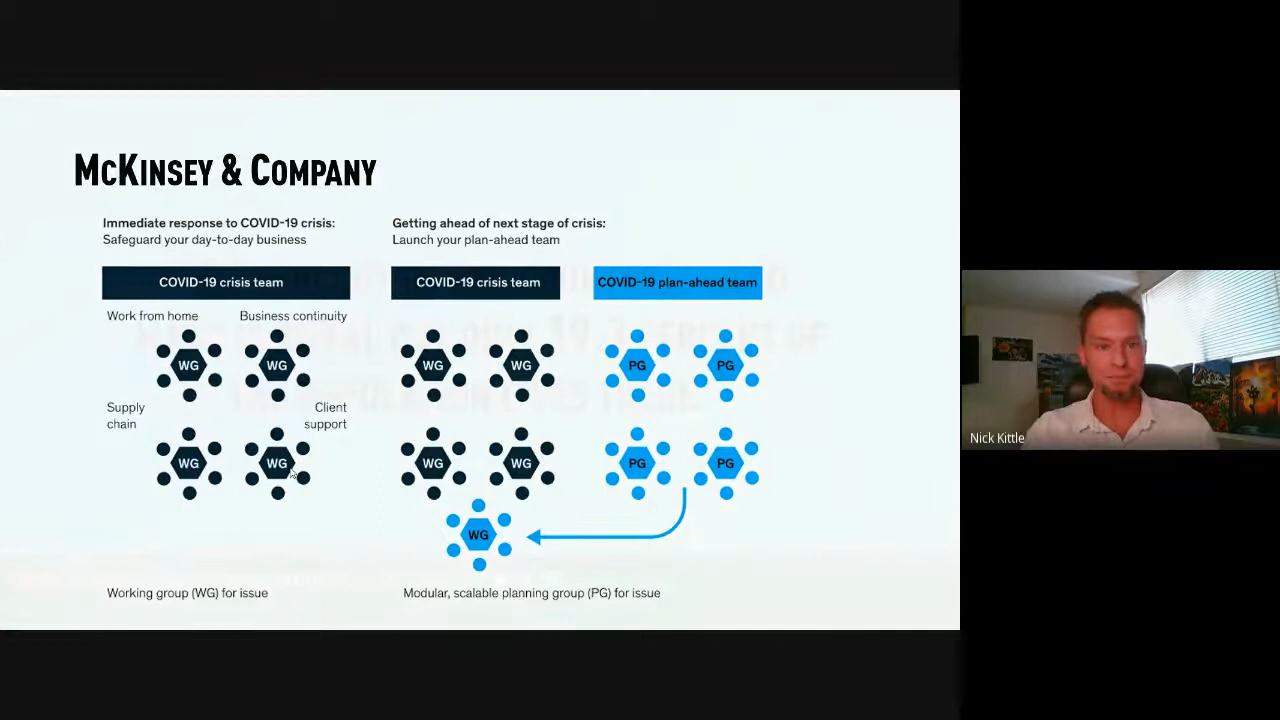 McKinsey & Company
Immediate response to COVID-19 crisis:
Safeguard your day-to-day business
Getting ahead of next stage of crisis:
Launch your plan-ahead team
COVID-19 crisis team
COVID-19 crisis team
COVID-19 plan-ahead team
Work from home
Business continuity
WG
WG
WG
WG
PG
PG
Supply
chain
Client
support
WG
WG
WG
WG
PG
PG
WG
Working group (WG) for issue
Modular, scalable planning group (PG) for issue
Nick Kittle